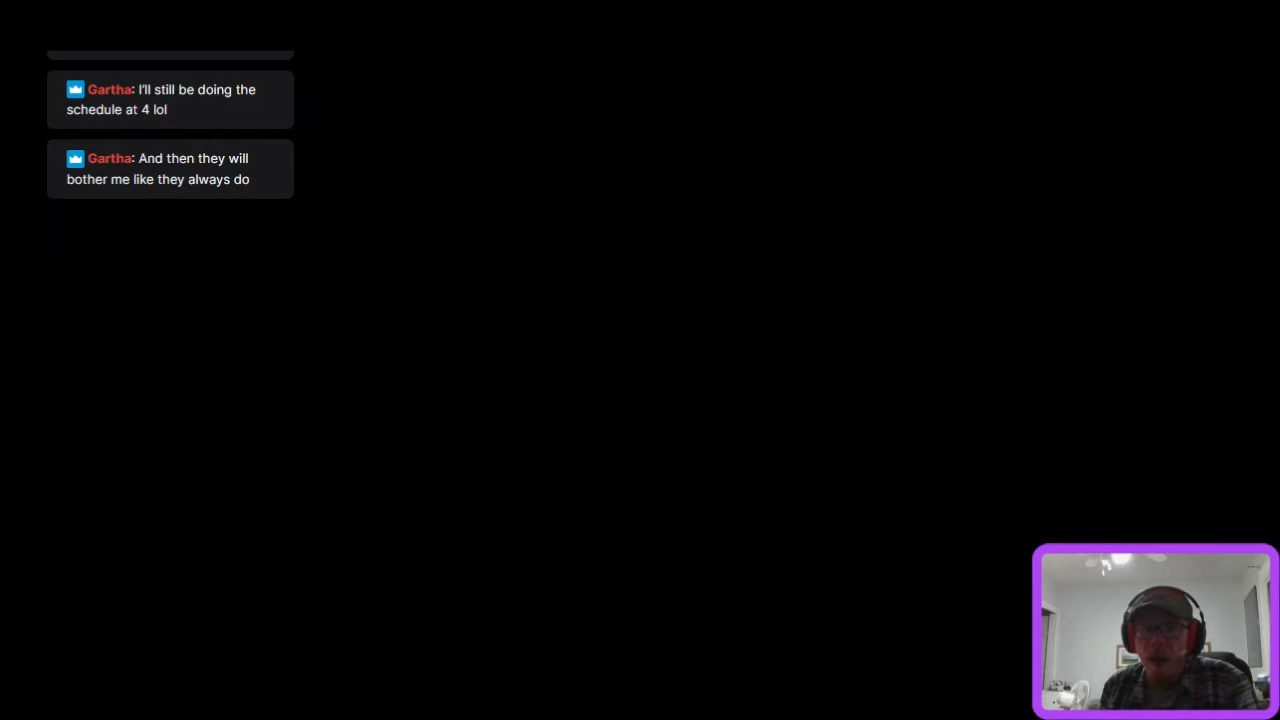 Gartha: I'll still be doing the
schedule at 4 lol
Gartha: And then they will
bother me like they always do